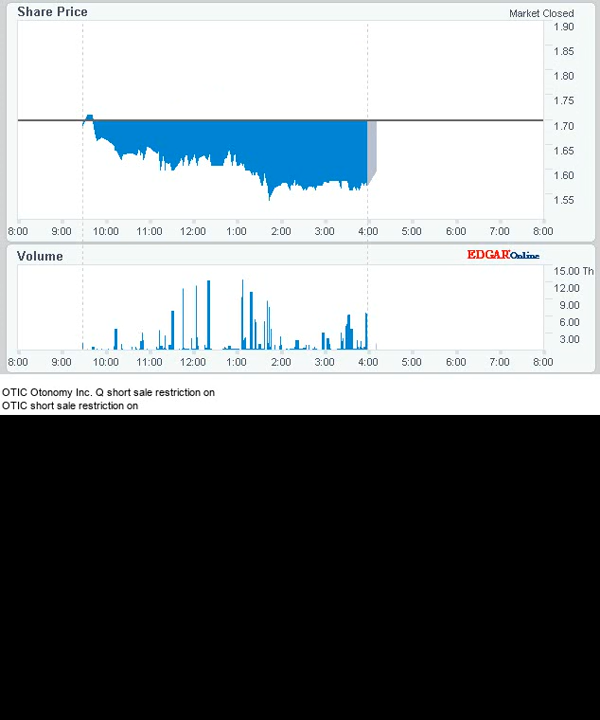 Share Price
Market Closed
1.90
1.85
1.80
1.75
1.70
1.65
1.60
1.55
8:00 9:00 10:00 11:00 12:00 1:00 2:00 3:00 4:00 5:00 6:00 7:00 8:00
Volume
EDGAROnline
15.00 Th
12.00
9.00
6.00
3.00
8:00 9:00 10:00 11:00 12:00 1:00 2:00 3:00 4:00 5:00 6:00 7:00 8:00
OTIC Otonomy Inc. Q short sale restriction on
OTIC short sale restriction on